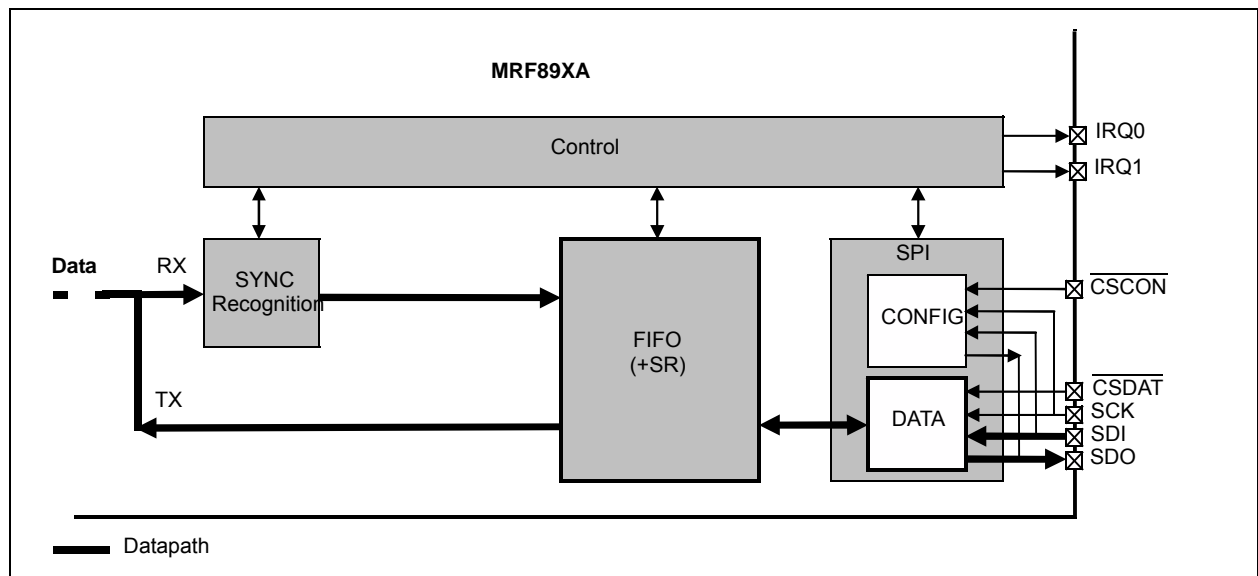 MRF89XA
Control
IRQ0
IRQ1
Data
RX
SYNC
Recognition
FIFO
(+SR)
SPI
CONFIG
CSCON
TX
DATA
CSDAT
SCK
SDI
SDO
Datapath